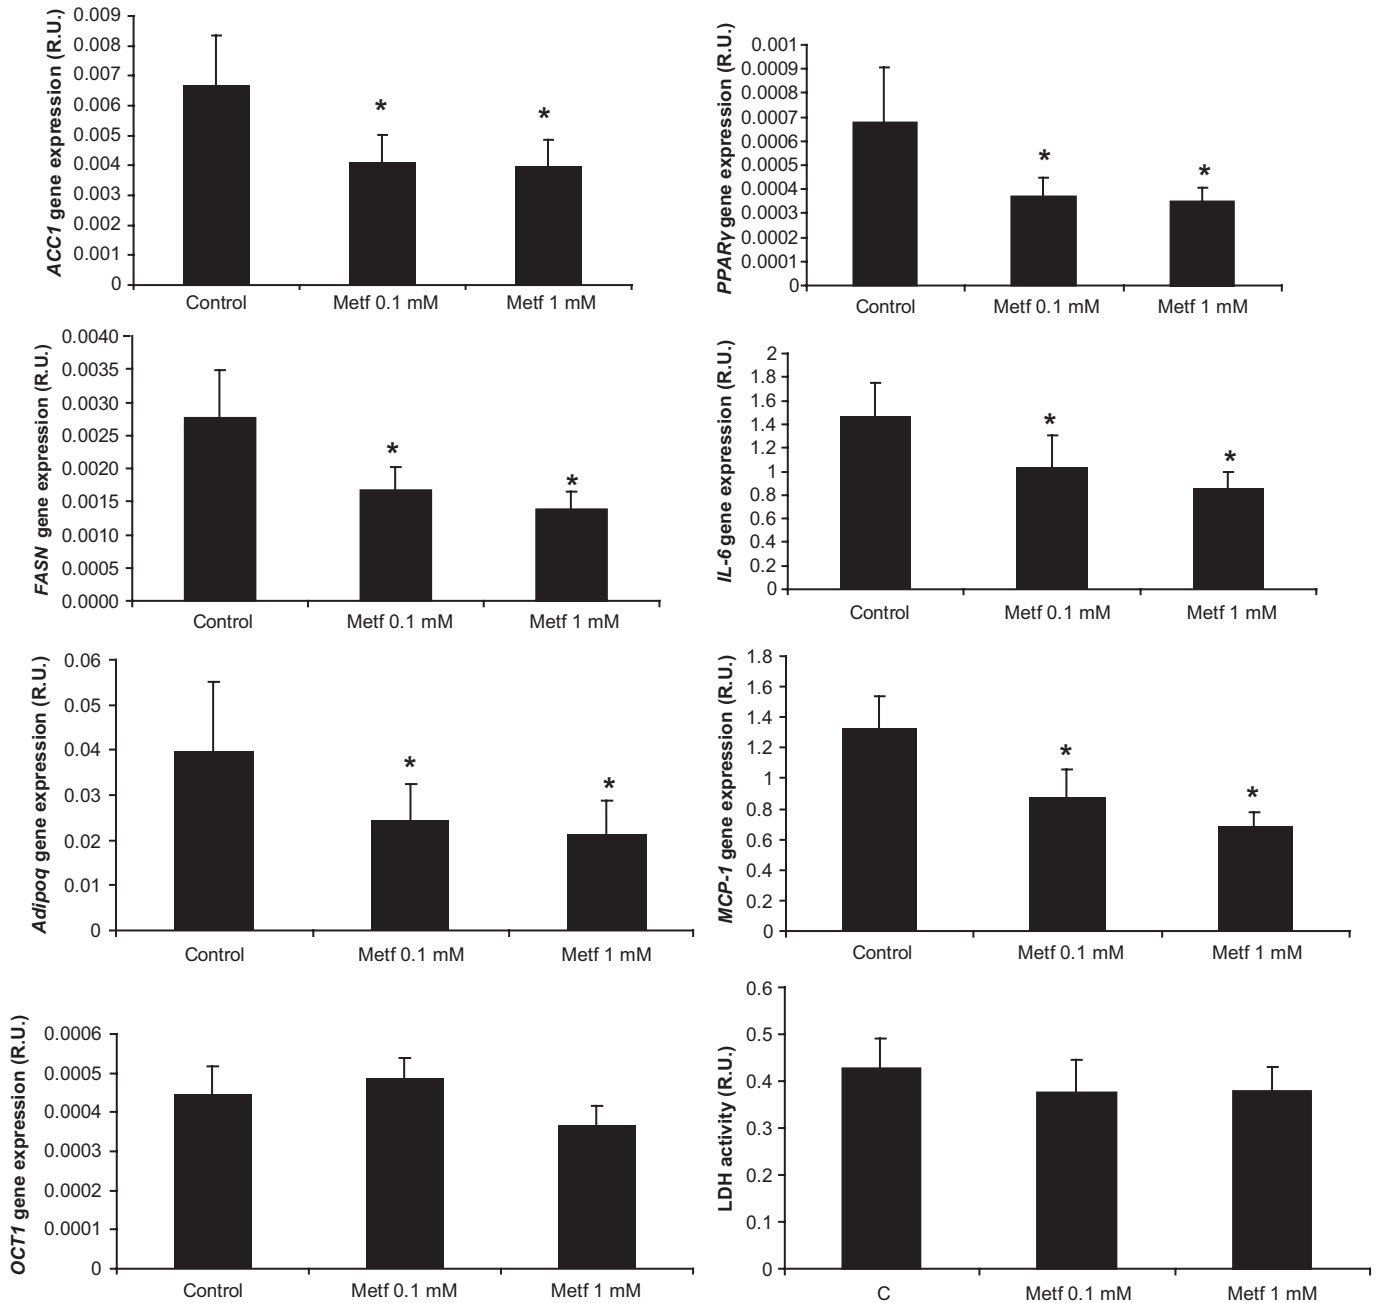 ACC1 gene expression (R.U.)
0.009
0.008
0.007
0.006
0.005
0.004
0.003
0.002
0.001
0
*
*
Control
Metf 0.1 mM
Metf 1 mM
PPARγ gene expression (R.U.)
0.001
0.0009
0.0008
0.0007
0.0006
0.0005
0.0004
0.0003
0.0002
0.0001
0
*
*
Control
Metf 0.1 mM
Metf 1 mM
FASN gene expression (R.U.)
0.0040
0.0035
0.0030
0.0025
0.0020
0.0015
0.0010
0.0005
0.0000
*
*
Control
Metf 0.1 mM
Metf 1 mM
IL-6 gene expression (R.U.)
2
1.8
1.6
1.4
1.2
1
0.8
0.6
0.4
0.2
0
*
*
Control
Metf 0.1 mM
Metf 1 mM
Adipoq gene expression (R.U.)
0.06
0.05
0.04
0.03
0.02
0.01
0
*
*
Control
Metf 0.1 mM
Metf 1 mM
MCP-1 gene expression (R.U.)
1.8
1.6
1.4
1.2
1
0.8
0.6
0.4
0.2
0
*
*
Control
Metf 0.1 mM
Metf 1 mM
OCT1 gene expression (R.U.)
0.0006
0.0005
0.0004
0.0003
0.0002
0.0001
0
Control
Metf 0.1 mM
Metf 1 mM
LDH activity (R.U.)
0.6
0.5
0.4
0.3
0.2
0.1
0
C
Metf 0.1 mM
Metf 1 mM